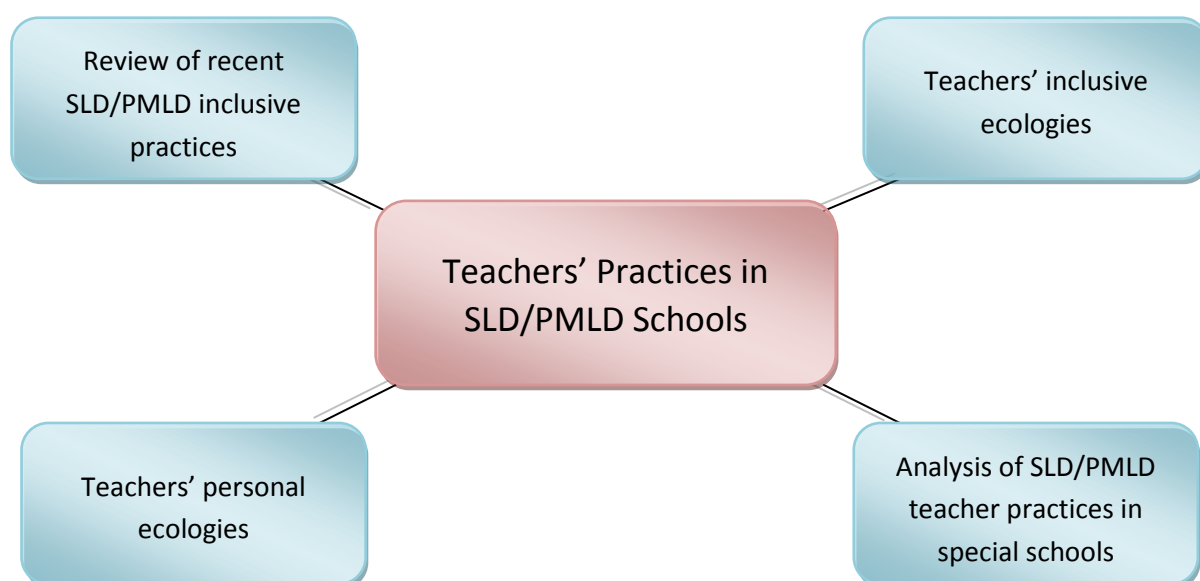 Review of recent
SLD/PMLD inclusive
practices
Teachers’ inclusive
ecologies
Teachers’ Practices in
SLD/PMLD Schools
Teachers’ personal
ecologies
Analysis of SLD/PMLD
teacher practices in
special schools